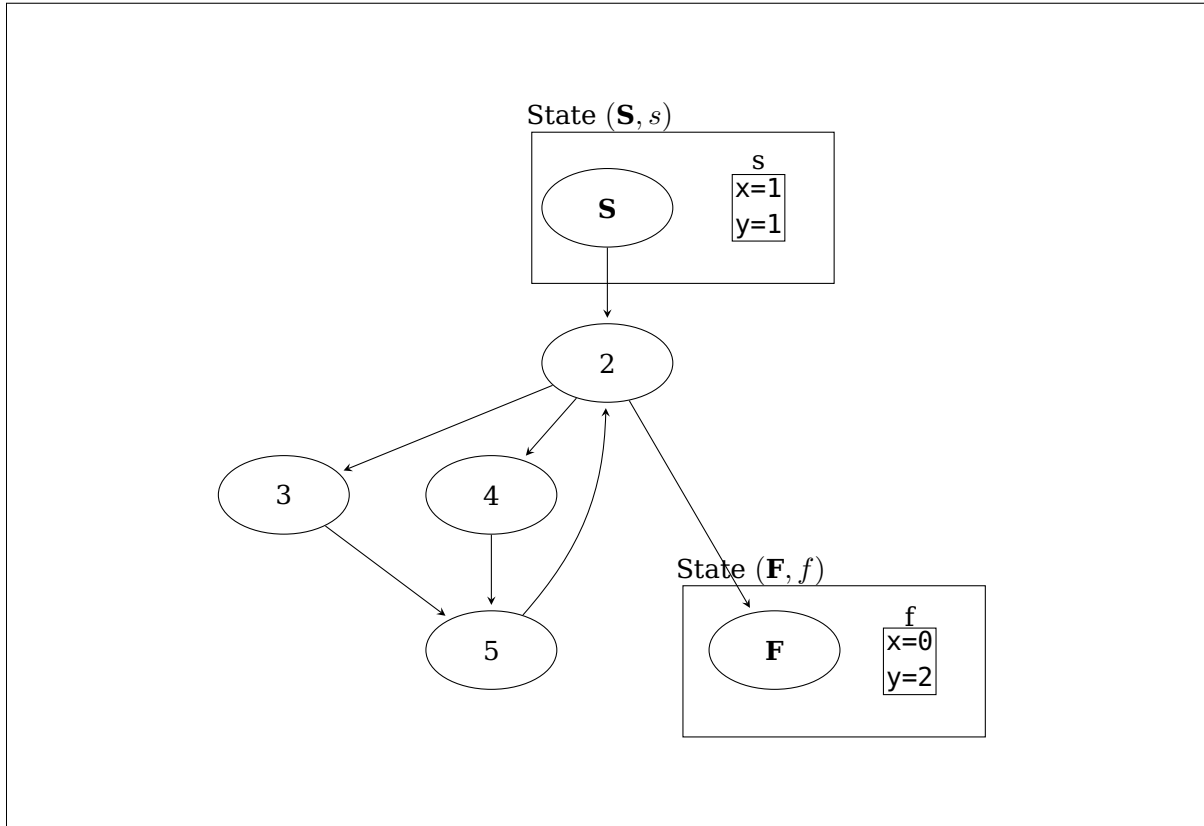 State (S, s)
s
x=1
y=1
S
2
3
4
5
State (F, f)
f
x=0
y=2
F